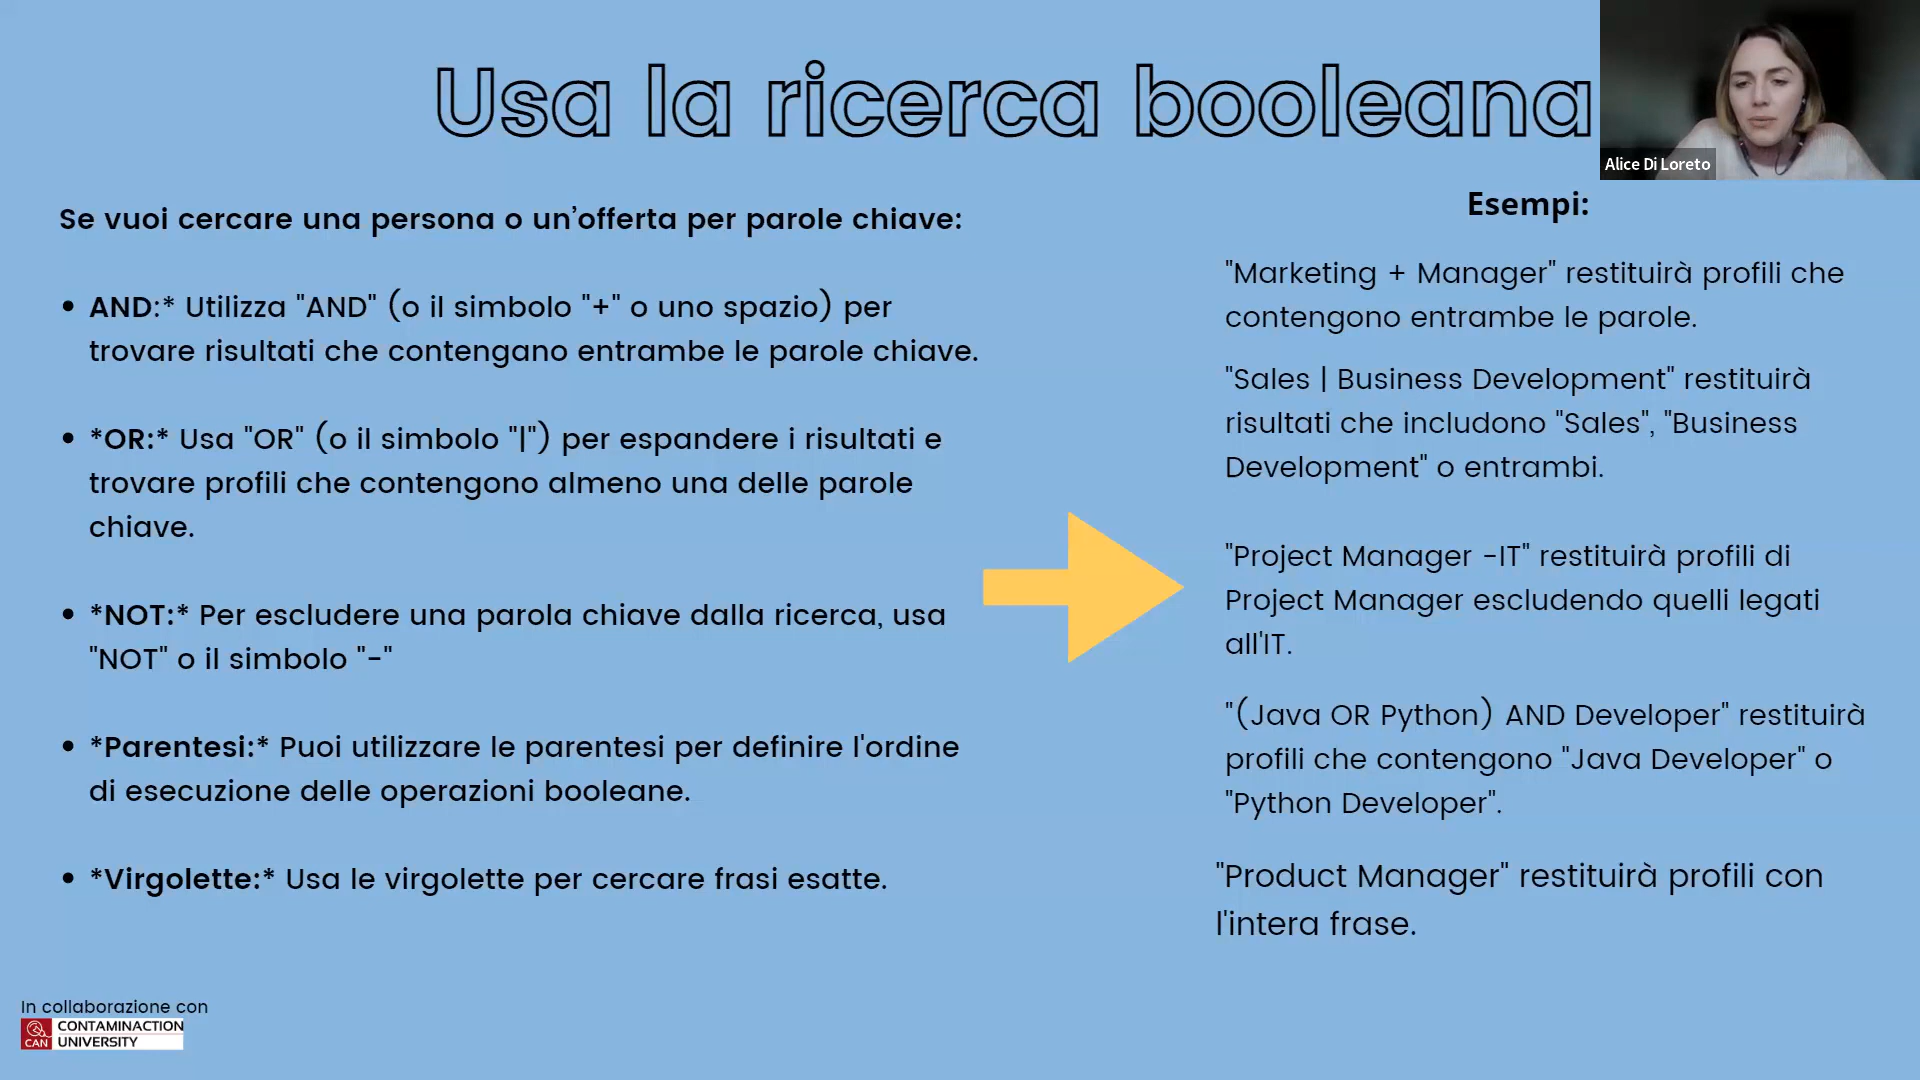 Usa la ricerca booleana
Alice Di Loreto
Se vuoi cercare una persona o un'offerta per parole chiave:
• AND:* Utilizza "AND" (o il simbolo "+" o uno spazio) per
trovare risultati che contengano entrambe le parole chiave.
• *OR:* Usa "OR" (o il simbolo "|") per espandere i risultati e
trovare profili che contengono almeno una delle parole
chiave.
• *NOT:* Per escludere una parola chiave dalla ricerca, usa
"NOT" o il simbolo "-"
• *Parentesi:* Puoi utilizzare le parentesi per definire l'ordine
di esecuzione delle operazioni booleane.
• *Virgolette:* Usa le virgolette per cercare frasi esatte.
Esempi:
"Marketing + Manager" restituirà profili che
contengono entrambe le parole.
"Sales | Business Development" restituirà
risultati che includono "Sales", "Business
Development" o entrambi.
"Project Manager -IT" restituirà profili di
Project Manager escludendo quelli legati
all'IT.
"(Java OR Python) AND Developer" restituirà
profili che contengono "Java Developer" o
"Python Developer".
"Product Manager" restituirà profili con
l'intera frase.
In collaborazione con
CAN
CONTAMINACTION
UNIVERSITY